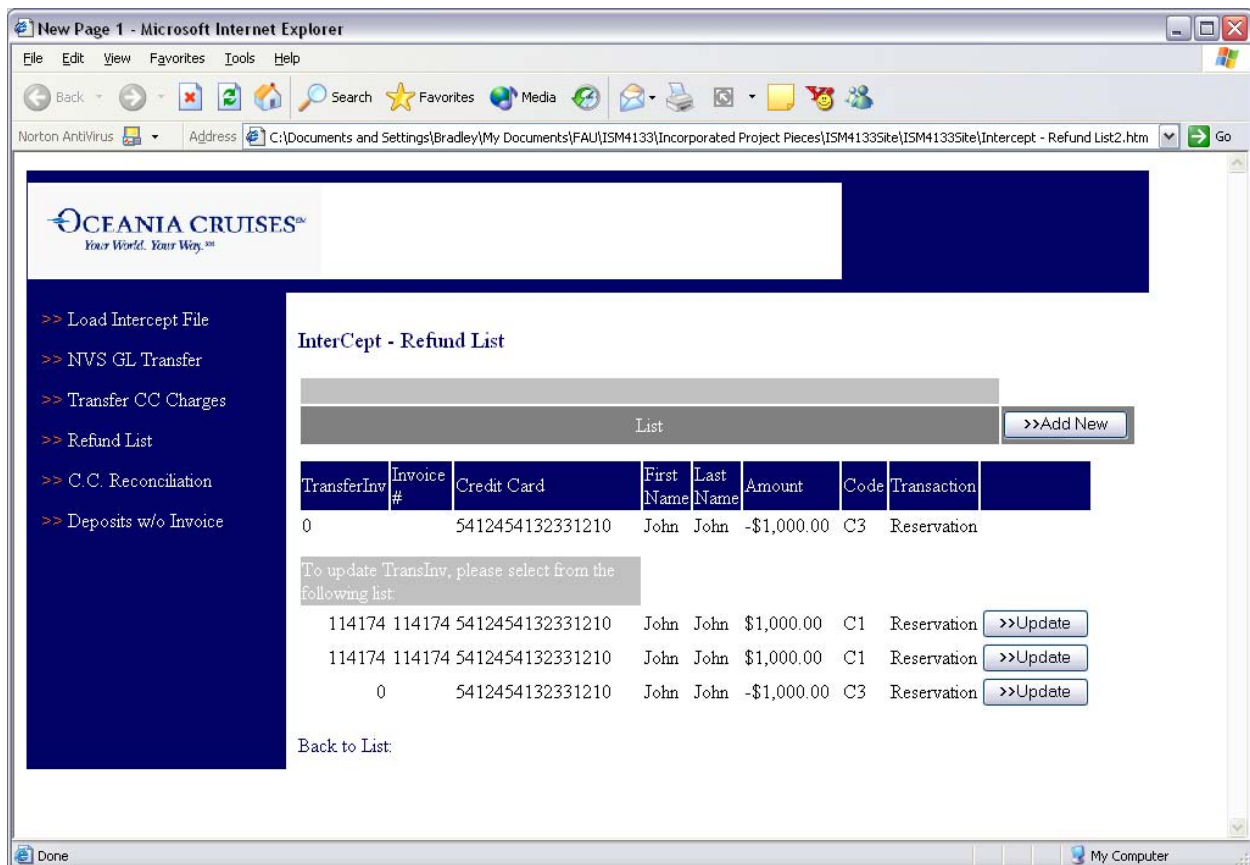 New Page 1 - Microsoft Internet Explorer
File Edit View Favorites Tools Help
Back Search Favorites Media
Norton AntiVirus Address C:\Documents and Settings\Bradley\My Documents\FAU\ISM4133\Incorporated Project Pieces\ISM4133Site\ISM4133Site\Intercept - Refund List2.htm Go
OCEANIA CRUISES SM
Your World. Your Way. SM
>> Load Intercept File
>> NVS GL Transfer
>> Transfer CC Charges
>> Refund List
>> C.C. Reconciliation
>> Deposits w/o Invoice
InterCept - Refund List
List >>Add New
TransferInv Invoice # Credit Card First Name Last Name Amount Code Transaction
0 5412454132331210 John John -$1,000.00 C3 Reservation
To update TransInv, please select from the
following list:
114174 114174 5412454132331210 John John $1,000.00 C1 Reservation >>Update
114174 114174 5412454132331210 John John $1,000.00 C1 Reservation >>Update
0 5412454132331210 John John -$1,000.00 C3 Reservation >>Update
Back to List:
Done My Computer